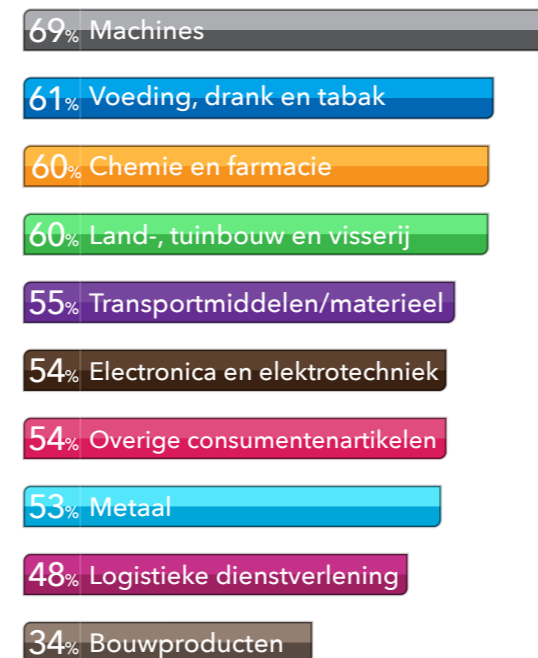 69% Machines
61% Voeding, drank en tabak
60% Chemie en farmacie
60% Land-, tuinbouw en visserij
55% Transportmiddelen/materieel
54% Electronica en elektrotechniek
54% Overige consumentenartikelen
53% Metaal
48% Logistieke dienstverlening
34% Bouwproducten